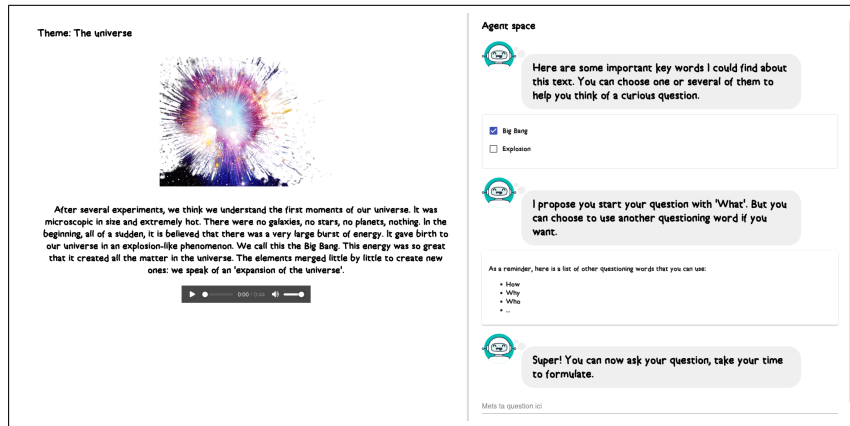 Theme: The universe
After several experiments, we think we understand the first moments of our universe. It was
microscopic in size and extremely hot. There were no galaxies, no stars, no planets, nothing. In the
beginning, all of a sudden, it is believed that there was a very large burst of energy. It gave birth to
our universe in an explosion-like phenomenon. We call this the Big Bang. This energy was so great
that it created all the matter in the universe. The elements merged little by little to create new
ones: we speak of an 'expansion of the universe'.
0:00 / 0:44
Agent space
Here are some important key words I could find about
this text. You can choose one or several of them to
help you think of a curious question.
Big Bang
Explosion
I propose you start your question with 'What'. But you
can choose to use another questioning word if you
want.
As a reminder, here is a list of other questioning words that you can use:
• How
• Why
• Who
• ...
Super! You can now ask your question, take your time
to formulate.
Mets ta question ici